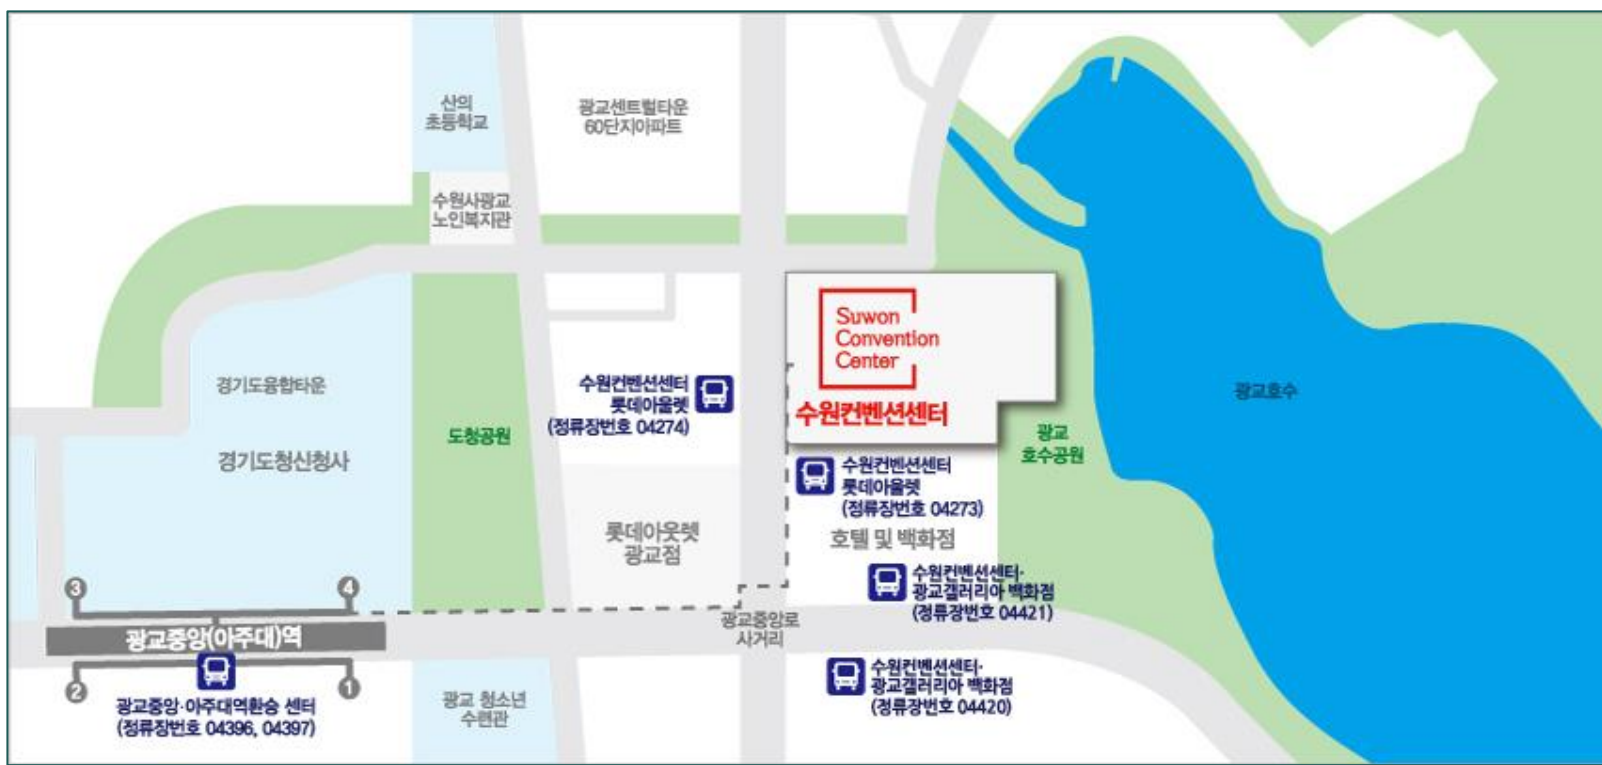 산의
초등학교
광교센트럴타운
60단지아파트
수원시광교
노인복지관
Suwon
Convention
Center
수원컨벤션센터
경기도융합타운
경기도청신청사
도청공원
수원컨벤션센터
롯데아울렛
(정류장번호 04274)
광교
호수공원
광교호수
수원컨벤션센터
롯데아울렛
(정류장번호 04273)
롯데아웃렛
광교점
호텔 및 백화점
수원컨벤션센터·
광교갤러리아 백화점
(정류장번호 04421)
3
4
광교중앙(아주대)역
광교중앙로
사거리
2
1
수원컨벤션센터·
광교갤러리아 백화점
(정류장번호 04420)
광교중앙·아주대역환승 센터
(정류장번호 04396, 04397)
광교 청소년
수련관